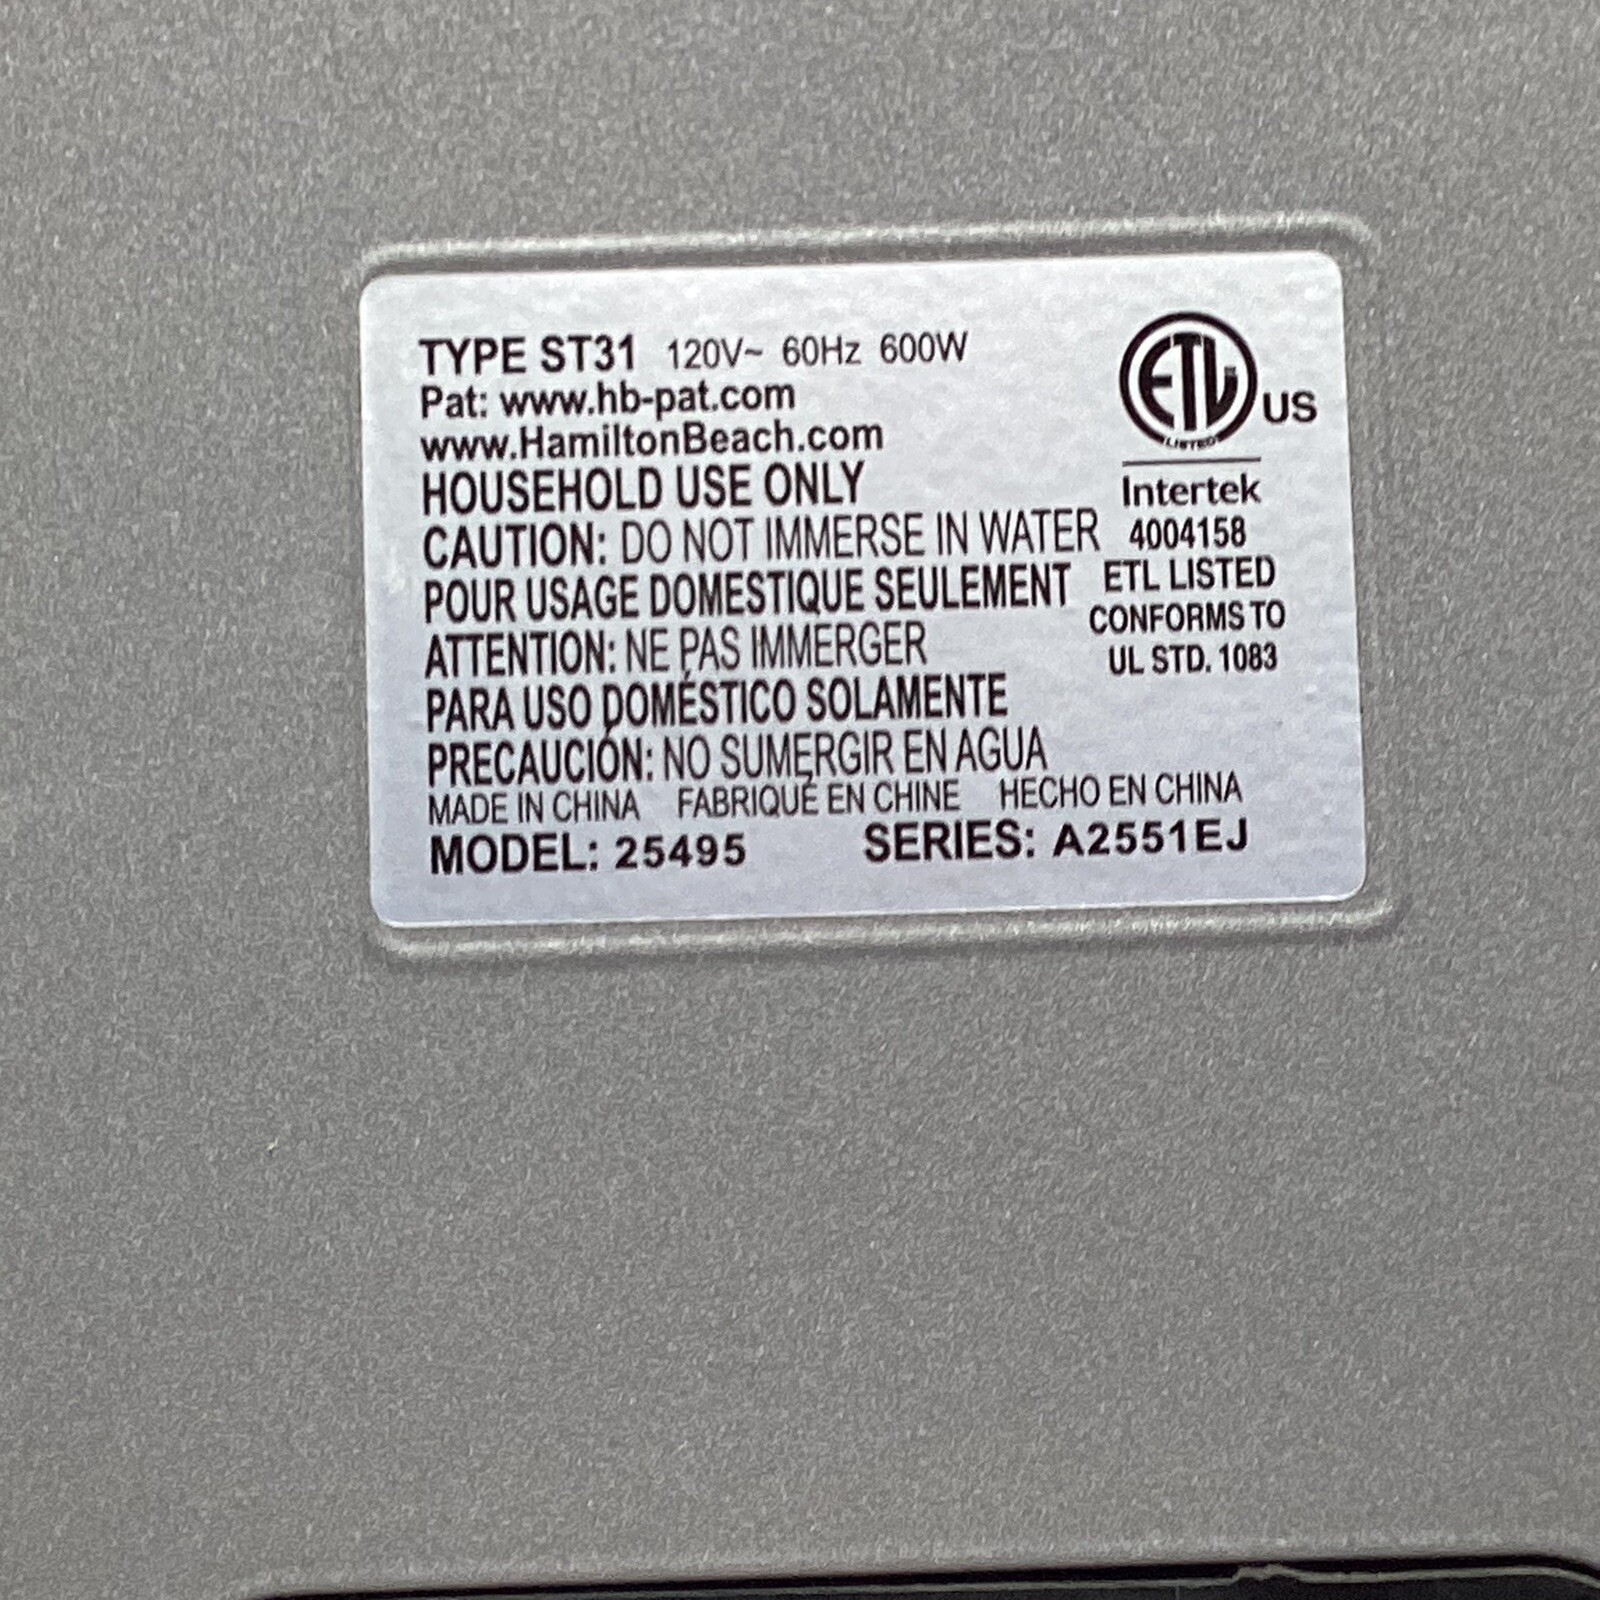 TYPE ST31 120V~ 60Hz 600W
Pat: www.hb-pat.com
www.HamiltonBeach.com
HOUSEHOLD USE ONLY
CAUTION: DO NOT IMMERSE IN WATER
POUR USAGE DOMESTIQUE SEULEMENT
ATTENTION: NE PAS IMMERGER
PARA USO DOMÉSTICO SOLAMENTE
PRECAUCIÓN: NO SUMERGIR EN AGUA
MADE IN CHINA FABRIQUÉ EN CHINE HECHO EN CHINA
MODEL: 25495 SERIES: A2551EJ
ETL US
LISTED
Intertek
4004158
ETL LISTED
CONFORMS TO
UL STD. 1083